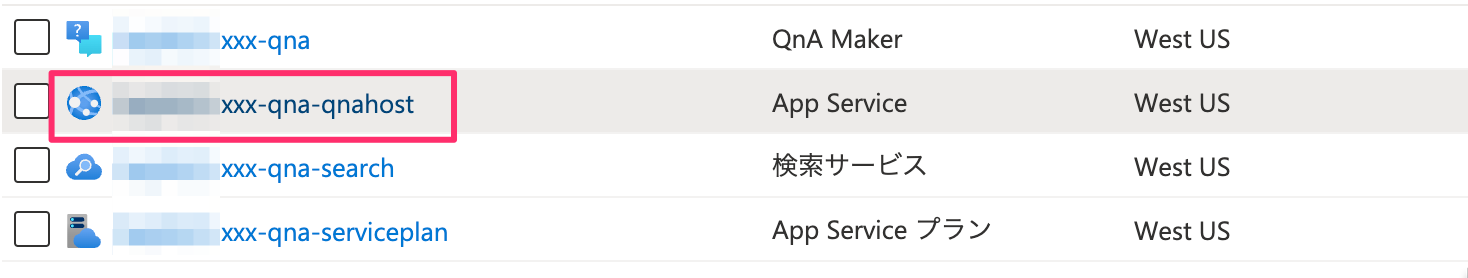 xxx-qna QnA Maker West US
xxx-qna-qnahost App Service West US
xxx-qna-search 検索サービス West US
xxx-qna-serviceplan App Service プラン West US